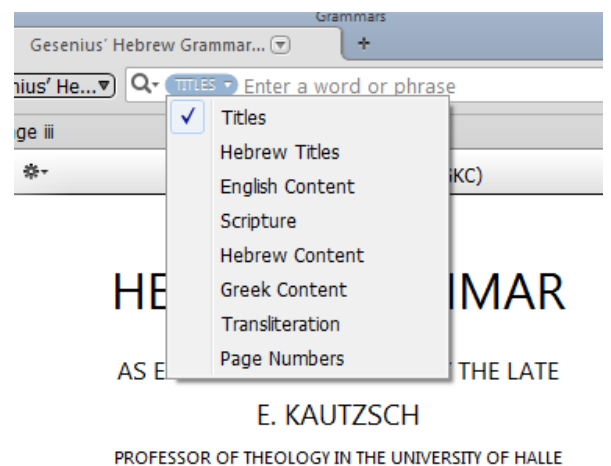 Grammars
Gesenius' Hebrew Grammar...
+
nius' He... TITLES Enter a word or phrase
ge iii
Titles
Hebrew Titles
English Content
Scripture
KC)
Hebrew Content
Greek Content
Transliteration
Page Numbers
HE MAR
AS E THE LATE
E. KAUTZSCH
PROFESSOR OF THEOLOGY IN THE UNIVERSITY OF HALLE